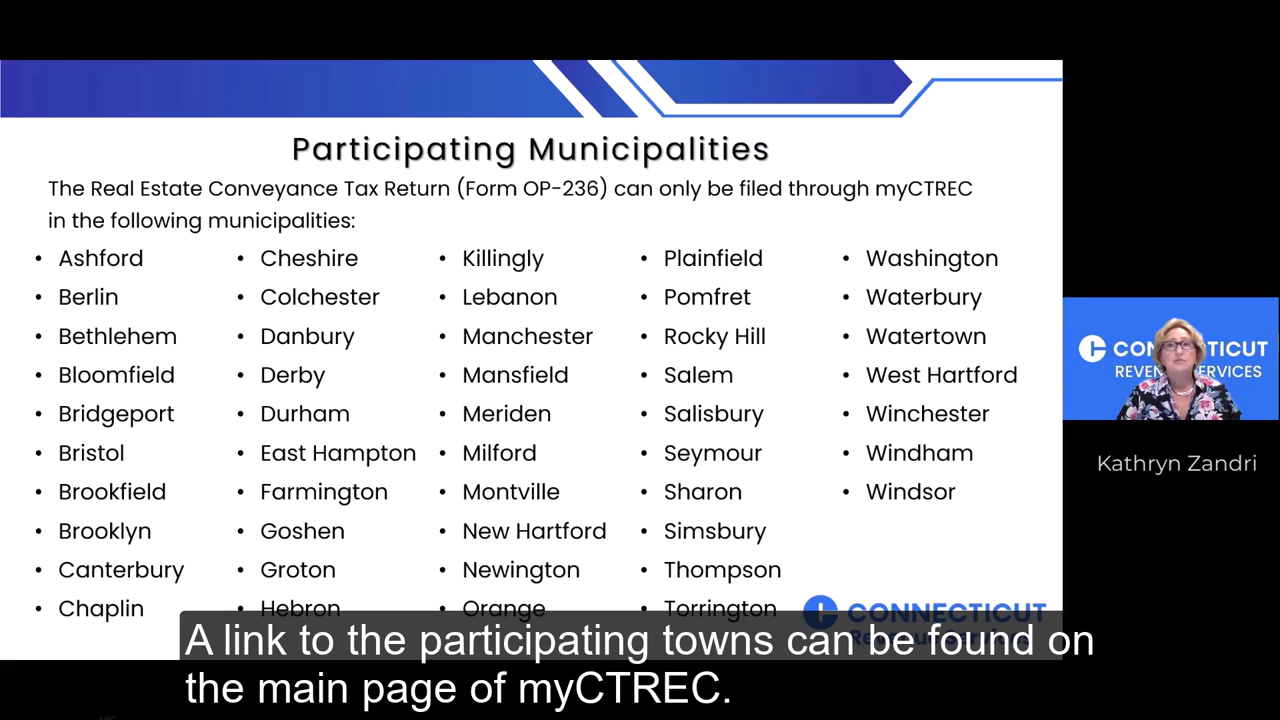 Participating Municipalities
The Real Estate Conveyance Tax Return (Form OP-236) can only be filed through myCTREC
in the following municipalities:
• Ashford
• Berlin
• Bethlehem
• Bloomfield
• Bridgeport
• Bristol
• Brookfield
• Brooklyn
• Canterbury
• Chaplin
• Cheshire
• Colchester
• Danbury
• Derby
• Durham
• East Hampton
• Farmington
• Goshen
• Groton
• Hebron
• Killingly
• Lebanon
• Manchester
• Mansfield
• Meriden
• Milford
• Montville
• New Hartford
• Newington
• Orange
• Plainfield
• Pomfret
• Rocky Hill
• Salem
• Salisbury
• Seymour
• Sharon
• Simsbury
• Thompson
• Torrington
• Washington
• Waterbury
• Watertown
• West Hartford
• Winchester
• Windham
• Windsor
CONNECTICUT
A link to the participating towns can be found on
the main page of myCTREC.
Kathryn Zandri